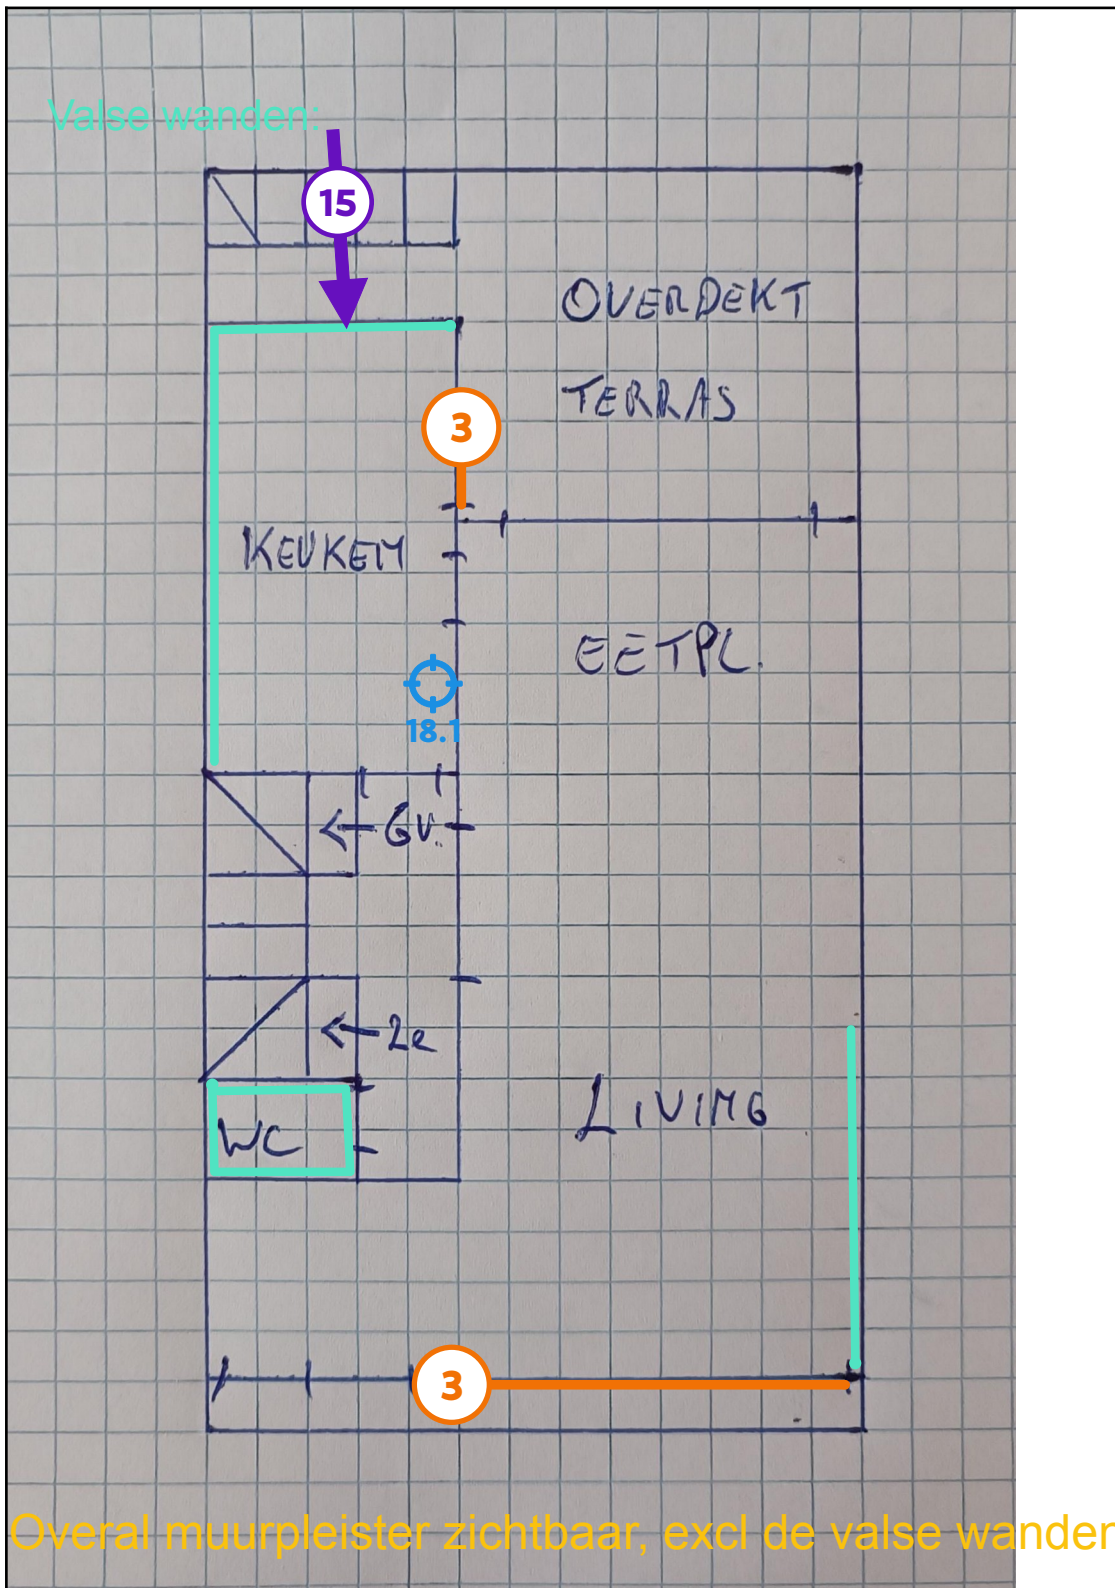 Valse wanden:
15
OVERDEKT
TERRAS
3
KEUKEN
EETPL.
18.1
← GV.
← 2e
WC
LIVING
3
Overal muurpleister zichtbaar, excl de valse wanden